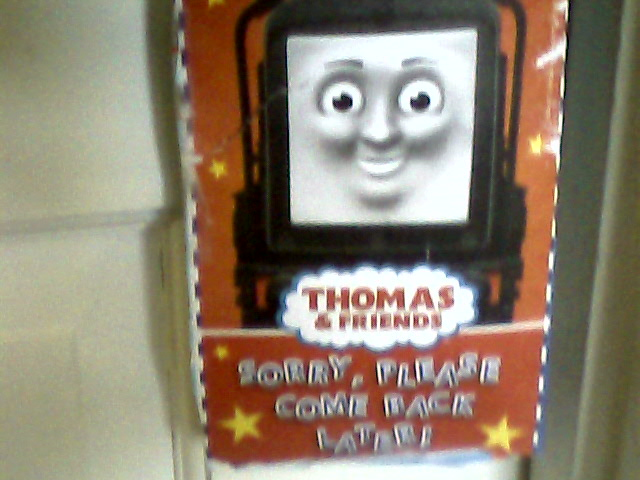 THOMAS
& FRIENDS
SORRY, PLEASE
COME BACK
LATER!